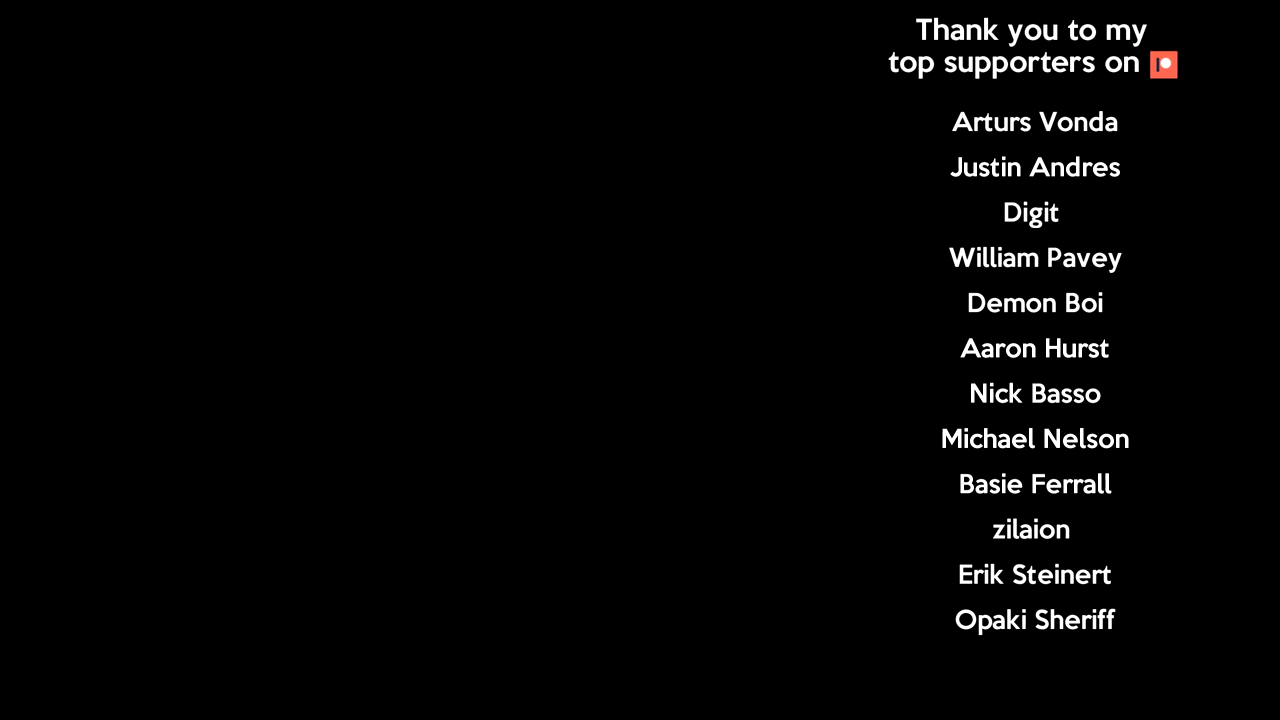 Thank you to my
top supporters on
Arturs Vonda
Justin Andres
Digit
William Pavey
Demon Boi
Aaron Hurst
Nick Basso
Michael Nelson
Basie Ferrall
zilaion
Erik Steinert
Opaki Sheriff